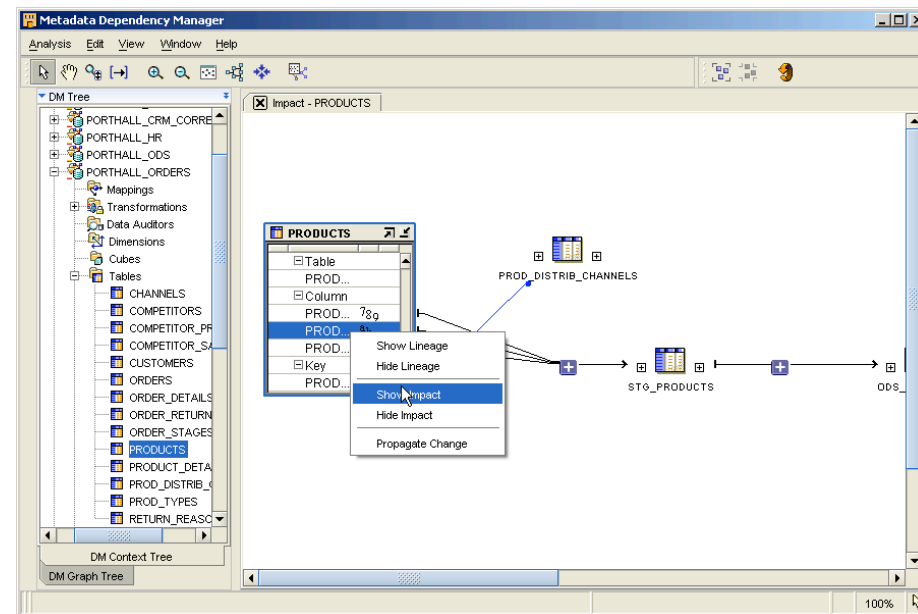 Metadata Dependency Manager
Analysis Edit View Window Help
DM Tree
PORTHALL_CRM_CORRE
PORTHALL_HR
PORTHALL_ODS
PORTHALL_ORDERS
Mappings
Transformations
Data Auditors
Dimensions
Cubes
Tables
CHANNELS
COMPETITORS
COMPETITOR_PR
COMPETITOR_SA
CUSTOMERS
ORDERS
ORDER_DETAILS
ORDER_RETURN
ORDER_STAGES
PRODUCTS
PRODUCT_DETA
PROD_DISTRIB_
PROD_TYPES
RETURN_REASO
DM Context Tree
DM Graph Tree
Impact - PRODUCTS
PRODUCTS
Table
PROD...
Column
PROD... 789
PROD...
PROD...
Key
PROD...
Show Lineage
Hide Lineage
Show Impact
Hide Impact
Propagate Change
PROD_DISTRIB_CHANNELS
STG_PRODUCTS
ODS_
100%